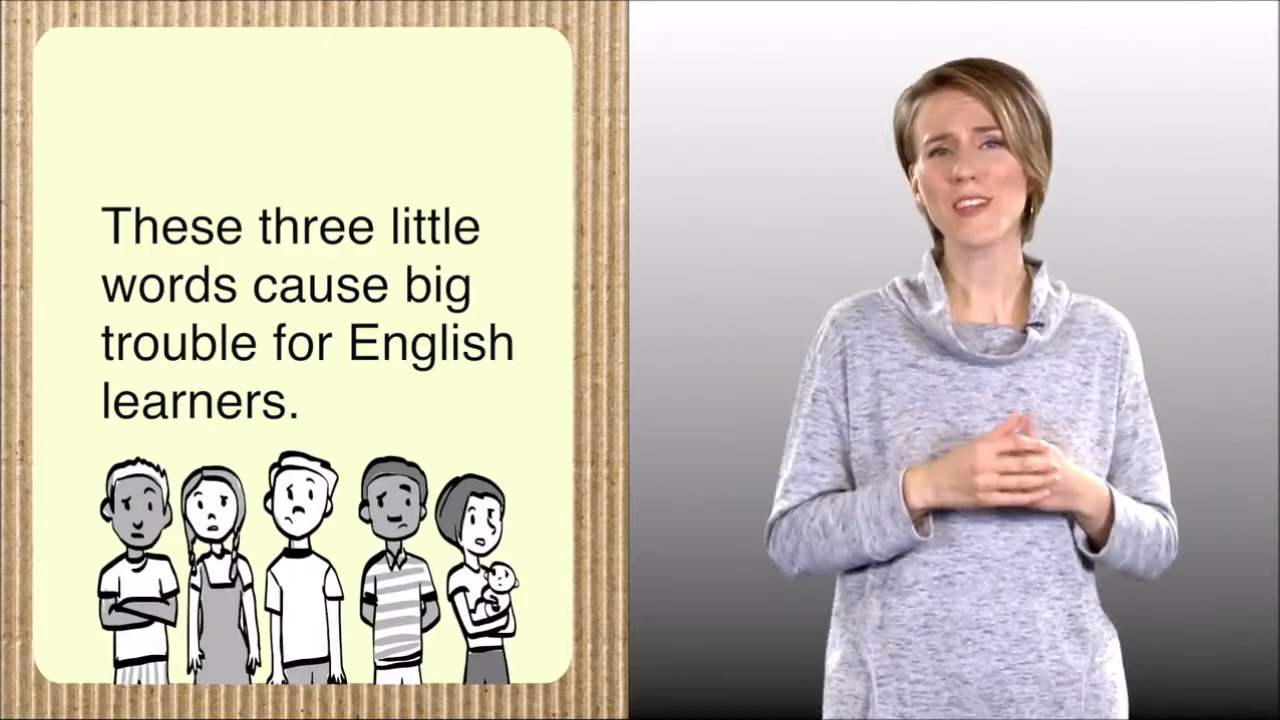 These three little
words cause big
trouble for English
learners.